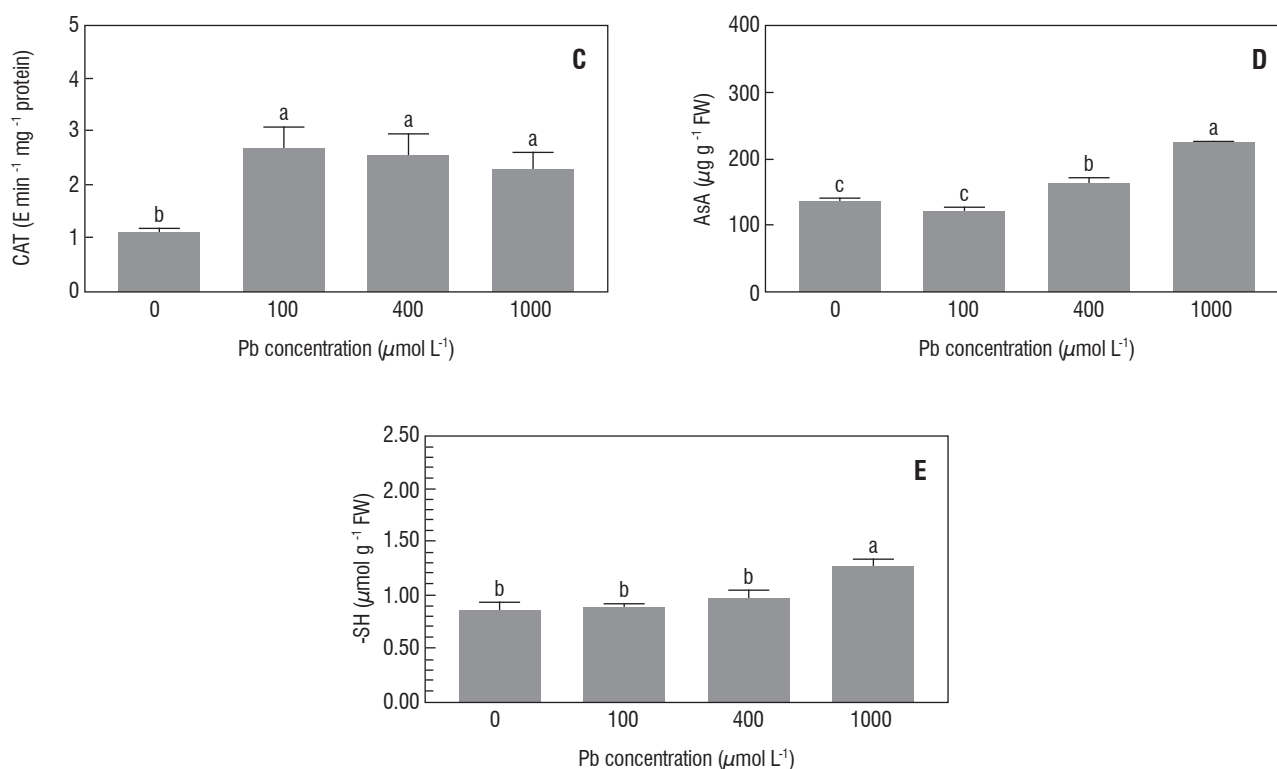 5
4
3
2
1
0
CAT (E min -1 mg -1 protein)
C
b
a
a
a
0 100 400 1000
Pb concentration (µmol L-1)
400
300
200
100
0
AsA (µg g -1 FW)
D
c
c
b
a
0 100 400 1000
Pb concentration (µmol L-1)
2.50
2.00
1.50
1.00
0.50
0.00
-SH (µmol g -1 FW)
E
b
b
b
a
0 100 400 1000
Pb concentration (µmol L-1)